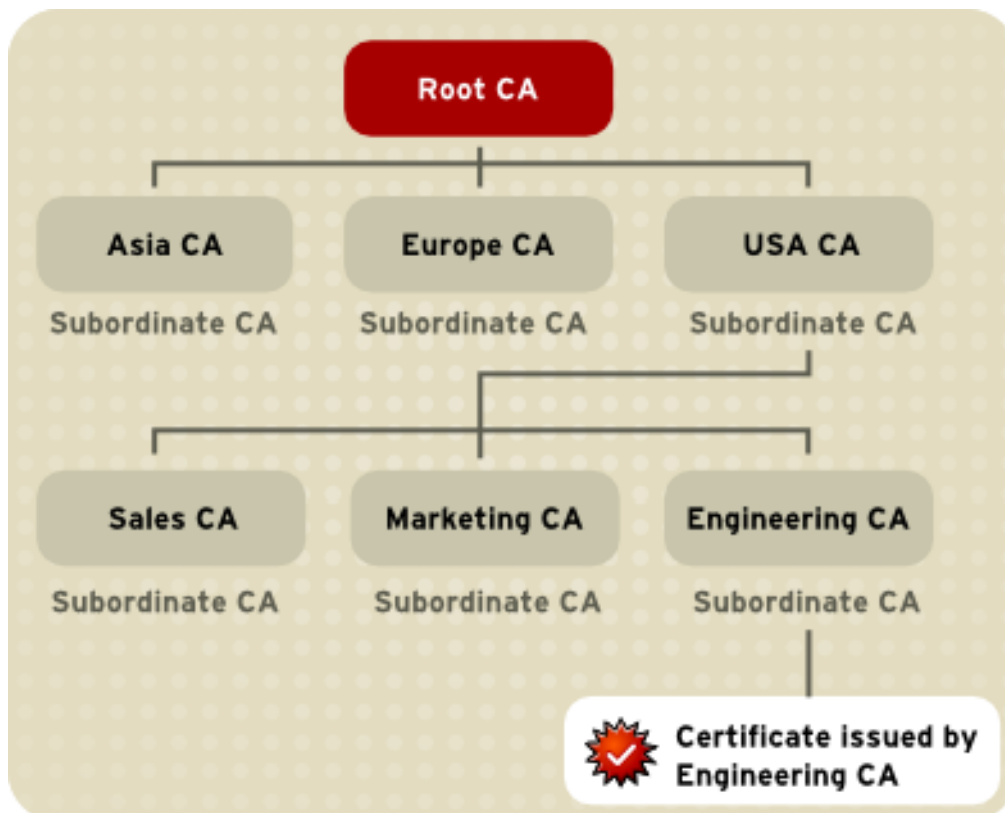 Root CA
Asia CA
Europe CA
USA CA
Subordinate CA
Subordinate CA
Subordinate CA
Sales CA
Marketing CA
Engineering CA
Subordinate CA
Subordinate CA
Subordinate CA
Certificate issued by
Engineering CA